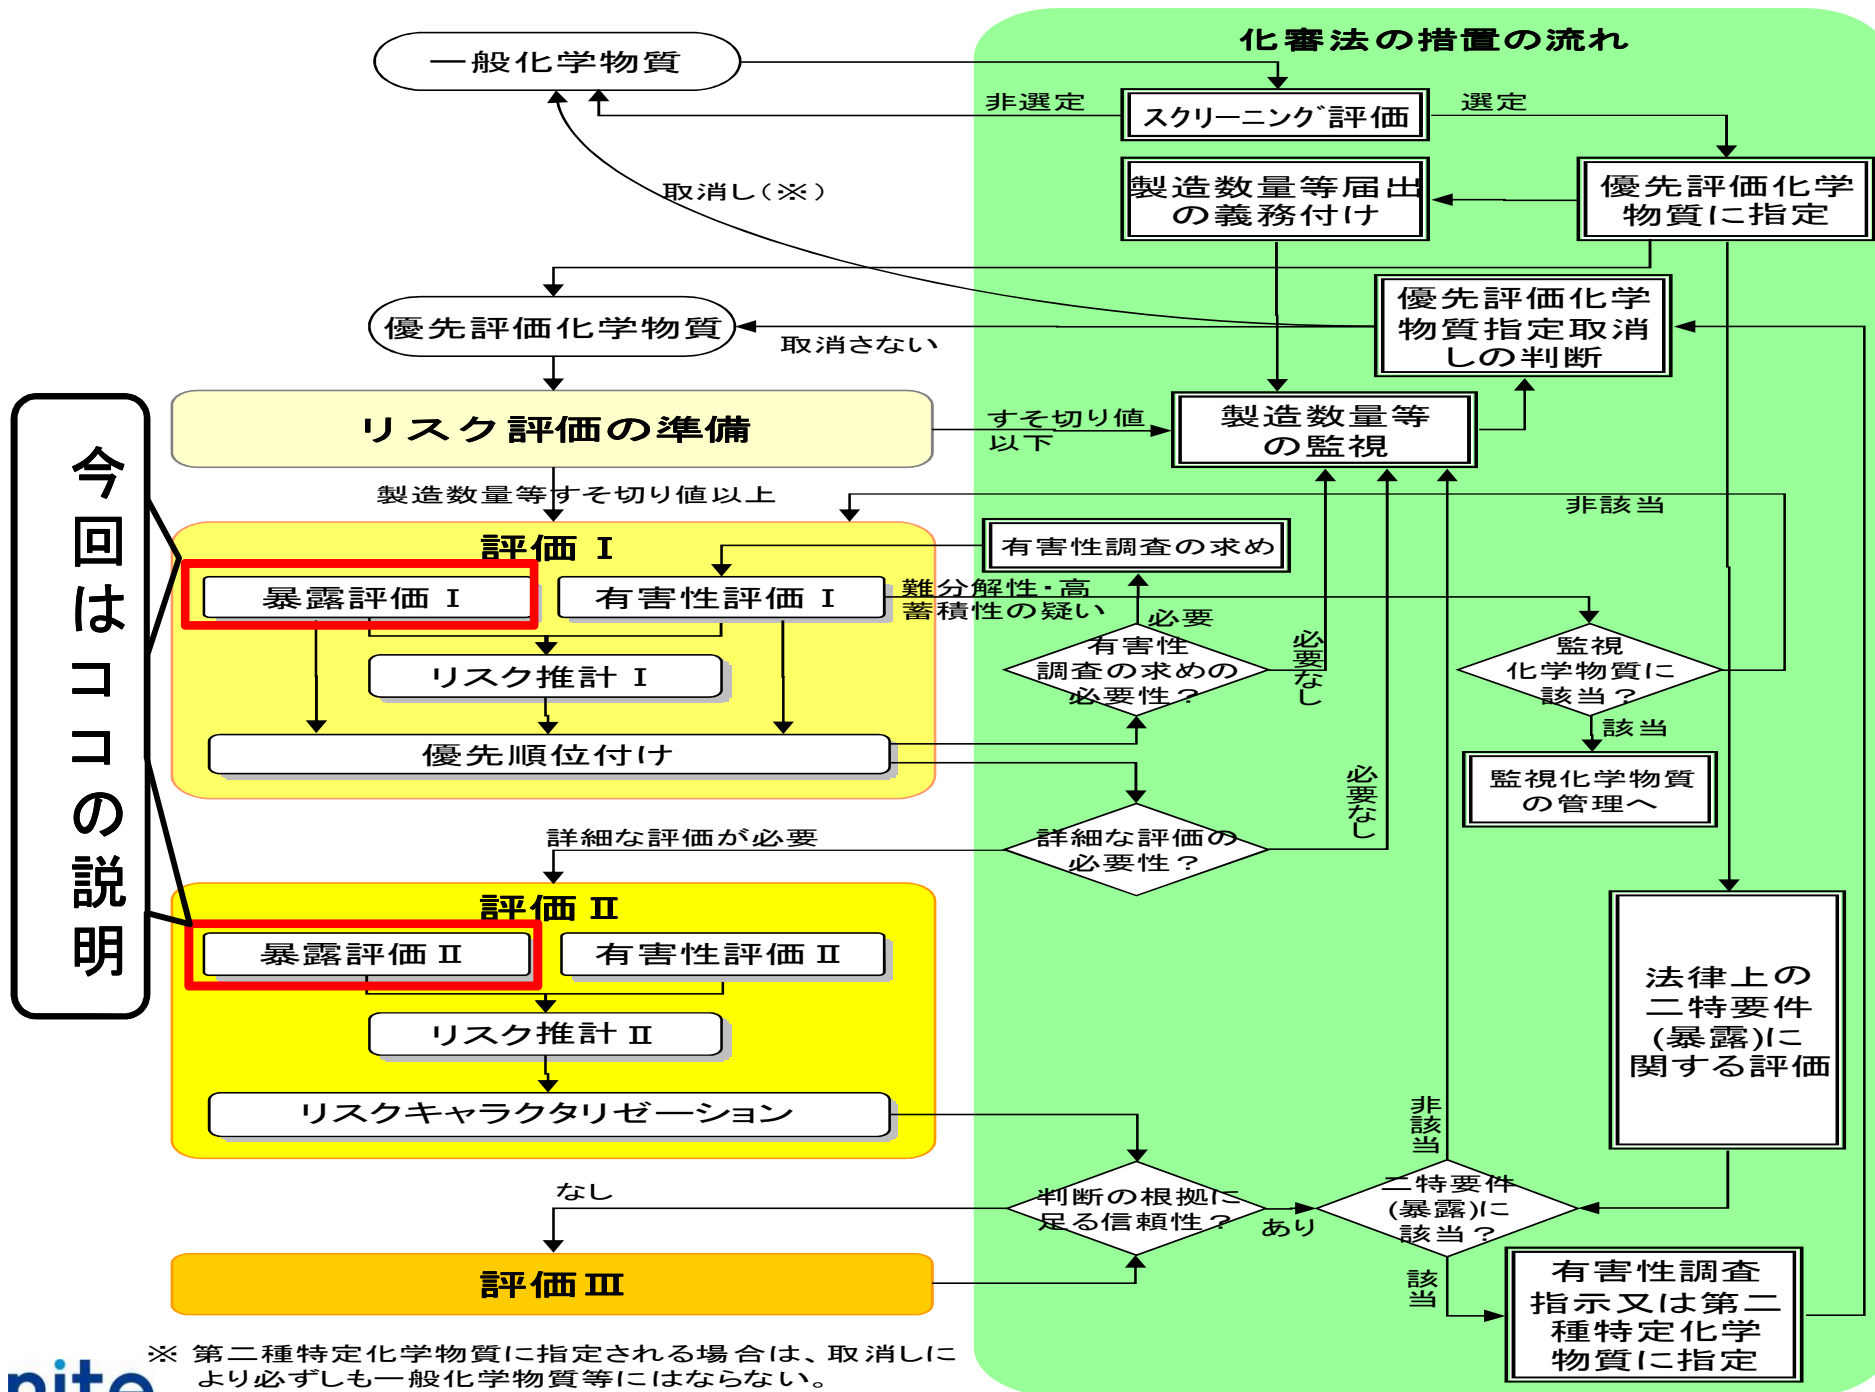 化審法の措置の流れ
一般化学物質
非選定
スクリーニング評価
選定
取消し(※)
製造数量等届出
の義務付け
優先評価化学
物質に指定
優先評価化学物質
取消さない
優先評価化学
物質指定取消
しの判断
リスク評価の準備
すそ切り値
以下
製造数量等
の監視
今回はココの説明
製造数量等すそ切り値以上
非該当
評価Ⅰ
有害性調査の求め
暴露評価Ⅰ
有害性評価Ⅰ
難分解性・高
蓄積性の疑い
必要
有害性
調査の求めの
必要性?
必要なし
監視
化学物質に
該当?
リスク推計Ⅰ
該当
優先順位付け
監視化学物質
の管理へ
必要なし
詳細な評価が必要
詳細な評価の
必要性?
評価Ⅱ
暴露評価Ⅱ
有害性評価Ⅱ
法律上の
二特要件
(暴露)に
関する評価
リスク推計Ⅱ
リスクキャラクタリゼーション
非該当
なし
判断の根拠に
足る信頼性?
あり
二特要件
(暴露)に
該当?
評価Ⅲ
該当
有害性調査
指示又は第二
種特定化学
物質に指定
※ 第二種特定化学物質に指定される場合は、取消しに
より必ずしも一般化学物質等にはならない。
nite